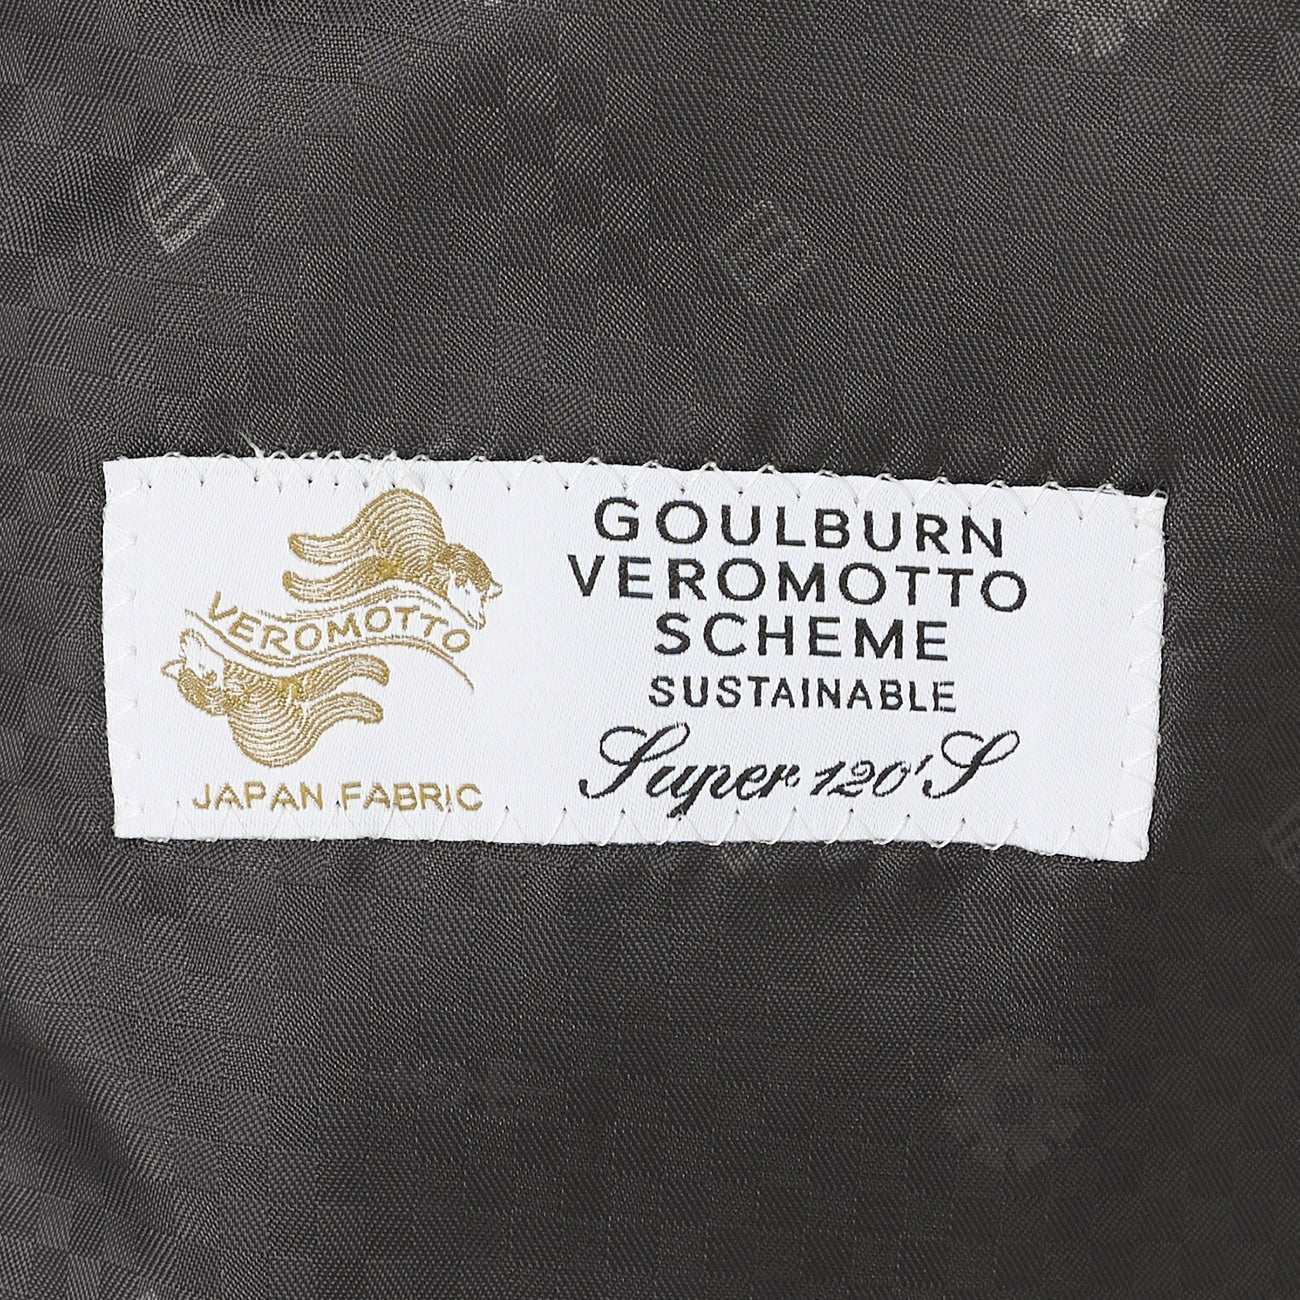 VEROMOTTO
JAPAN FABRIC
GOULBURN
VEROMOTTO
SCHEME
SUSTAINABLE
Super 120'S